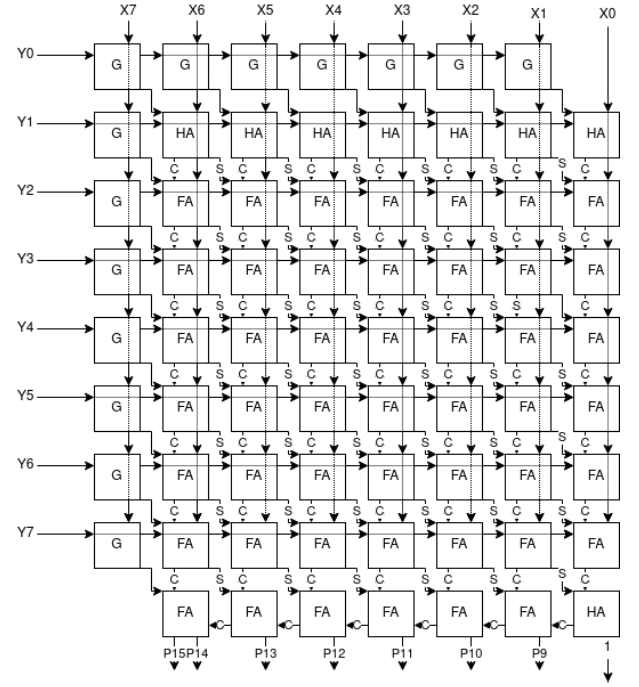 X7 X6 X5 X4 X3 X2 X1 X0
Y0 G G G G G G G
Y1 G HA HA HA HA HA HA HA
C S C S C S C S C S C S C
Y2 G FA FA FA FA FA FA FA
C S C S C S C S C S C C
Y3 G FA FA FA FA FA FA FA
C S C S C S C S C S S C
Y4 G FA FA FA FA FA FA FA
C S C S C S C S C S C C
Y5 G FA FA FA FA FA FA FA
C S C S C S C S C S C S C
Y6 G FA FA FA FA FA FA FA
C S C S C S C S C S C C
Y7 G FA FA FA FA FA FA FA
C S C S C S C S C S C S C
FA FA FA FA FA FA HA
C C C C C C
P15 P14 P13 P12 P11 P10 P9 1